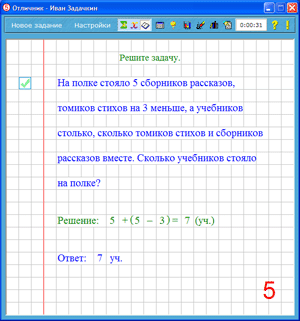 Отличник - Иван Задачкин
Новое задание Настройки 0:00:31
Решите задачу.
На полке стояло 5 сборников рассказов,
томиков стихов на 3 меньше, а учебников
столько, сколько томиков стихов и сборников
рассказов вместе. Сколько учебников стояло
на полке?
Решение: 5 + ( 5 – 3 ) = 7 (уч.)
Ответ: 7 уч.
5